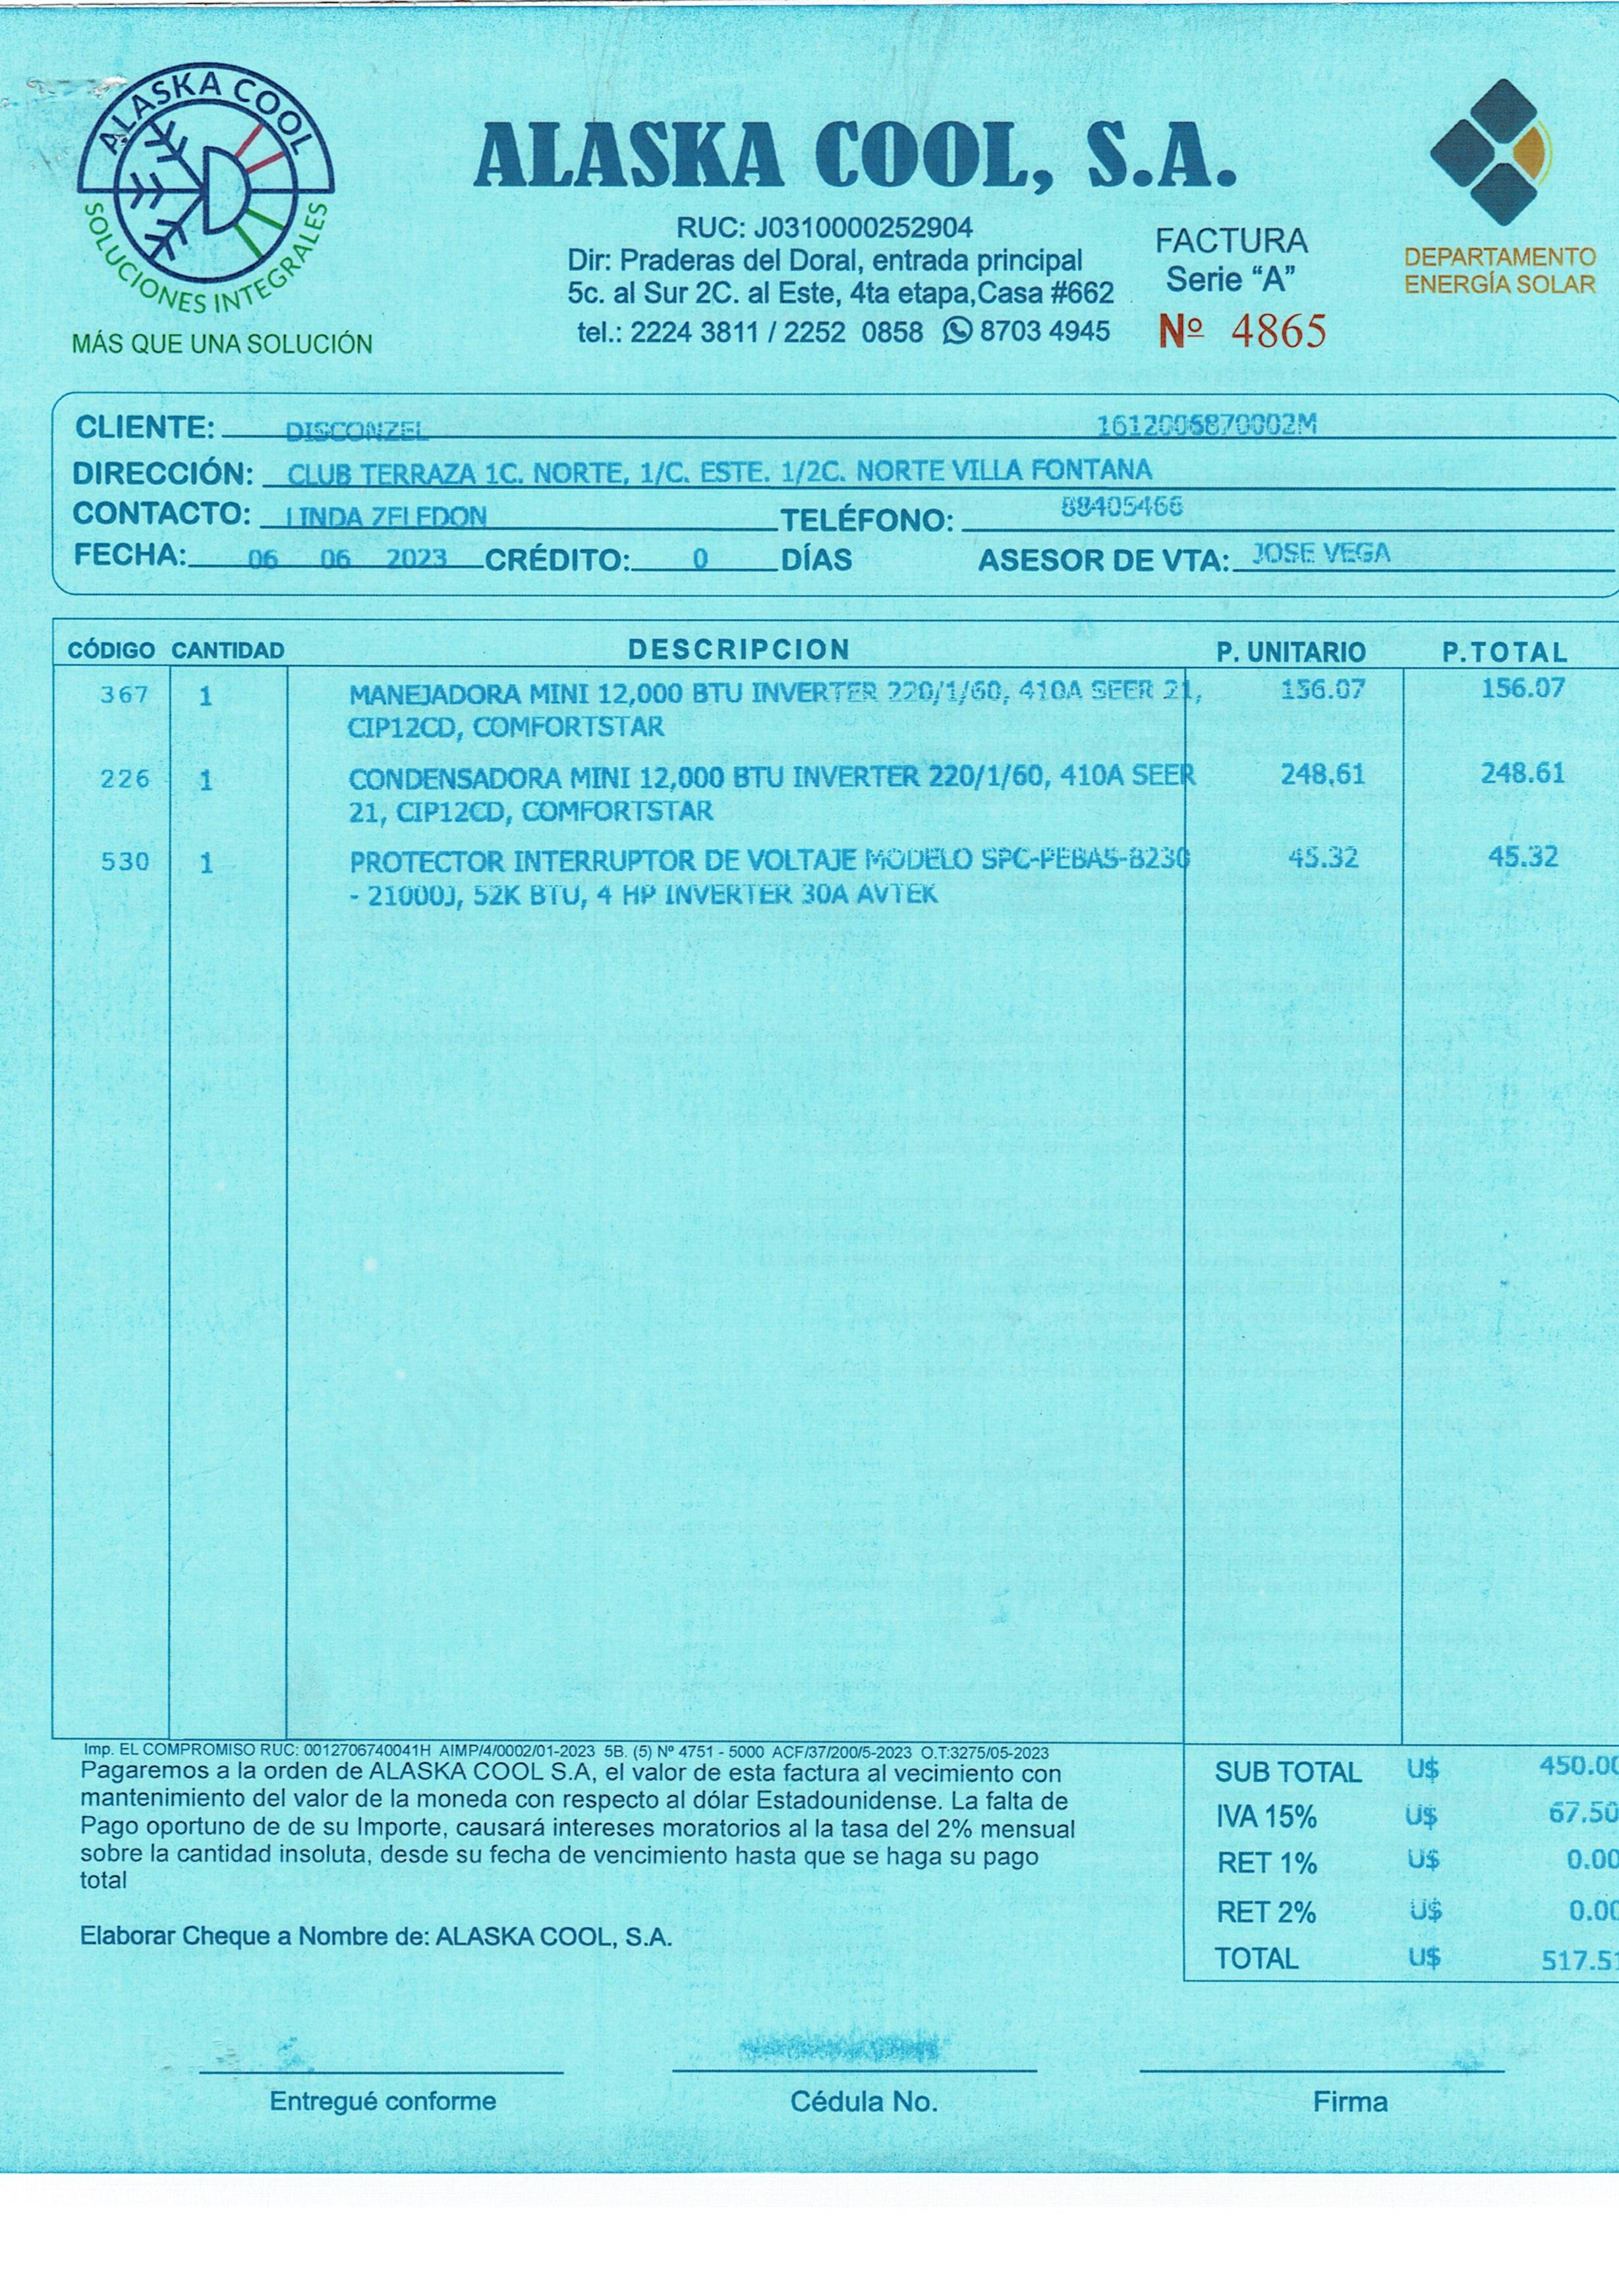 ALASKA COOL
SOLUCIONES INTEGRALES
MÁS QUE UNA SOLUCIÓN
ALASKA COOL, S.A.
RUC: J0310000252904
Dir: Praderas del Doral, entrada principal
5c. al Sur 2C. al Este, 4ta etapa,Casa #662
tel.: 2224 3811 / 2252 0858 8703 4945
FACTURA
Serie “A”
Nº 4865
DEPARTAMENTO
ENERGÍA SOLAR
CLIENTE: DISCONZEL 1612006870002M
DIRECCIÓN: CLUB TERRAZA 1C. NORTE, 1/C. ESTE. 1/2C. NORTE VILLA FONTANA
CONTACTO: LINDA ZELEDON TELÉFONO: 88405466
FECHA: 06 06 2023 CRÉDITO: 0 DÍAS ASESOR DE VTA: JOSE VEGA
CÓDIGO CANTIDAD DESCRIPCION P. UNITARIO P.TOTAL
367 1 MANEJADORA MINI 12,000 BTU INVERTER 220/1/60, 410A SEER 21, 156.07 156.07
CIP12CD, COMFORTSTAR
226 1 CONDENSADORA MINI 12,000 BTU INVERTER 220/1/60, 410A SEER 248.61 248.61
21, CIP12CD, COMFORTSTAR
530 1 PROTECTOR INTERRUPTOR DE VOLTAJE MODELO SPC-PEBAS-B230 45.32 45.32
- 21000J, 52K BTU, 4 HP INVERTER 30A AVTEK
Imp. EL COMPROMISO RUC: 0012706740041H AIMP/4/0002/01-2023 5B. (5) Nº 4751 - 5000 ACF/37/200/5-2023 O.T:3275/05-2023
Pagaremos a la orden de ALASKA COOL S.A, el valor de esta factura al vecimiento con
mantenimiento del valor de la moneda con respecto al dólar Estadounidense. La falta de
Pago oportuno de de su Importe, causará intereses moratorios al la tasa del 2% mensual
sobre la cantidad insoluta, desde su fecha de vencimiento hasta que se haga su pago
total
Elaborar Cheque a Nombre de: ALASKA COOL, S.A.
SUB TOTAL U$ 450.00
IVA 15% U$ 67.50
RET 1% U$ 0.00
RET 2% U$ 0.00
TOTAL U$ 517.51
Entregué conforme
Cédula No.
Firma